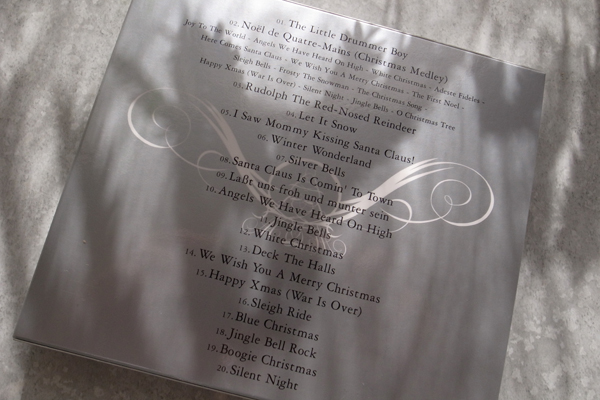 01. The Little Drummer Boy
02. Noël de Quatre-Mains (Christmas Medley)
Joy To The World - Angels We Have Heard On High - White Christmas - Adeste Fideles -
Here Comes Santa Claus - We Wish You A Merry Christmas - The First Noel -
Sleigh Bells - Frosty The Snowman - The Christmas Song -
Happy Xmas (War Is Over) - Silent Night - Jingle Bells - O Christmas Tree
03. Rudolph The Red-Nosed Reindeer
04. Let It Snow
05. I Saw Mommy Kissing Santa Claus!
06. Winter Wonderland
07. Silver Bells
08. Santa Claus Is Comin' To Town
09. Laßt uns froh und munter sein
10. Angels We Have Heard On High
11. Jingle Bells
12. White Christmas
13. Deck The Halls
14. We Wish You A Merry Christmas
15. Happy Xmas (War Is Over)
16. Sleigh Ride
17. Blue Christmas
18. Jingle Bell Rock
19. Boogie Christmas
20. Silent Night